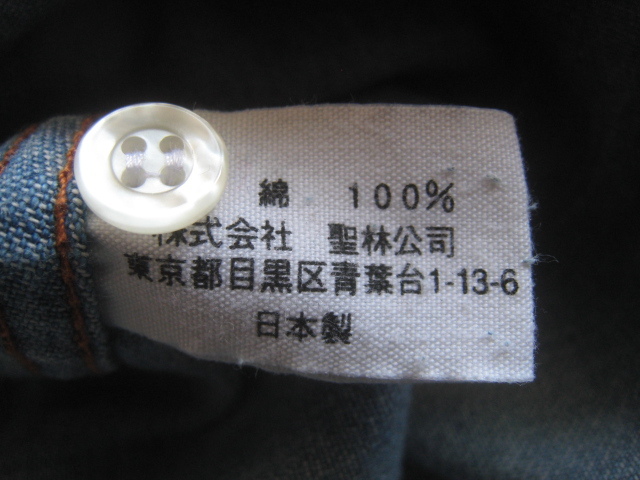 綿 100%
株式会社 聖林公司
東京都目黒区青葉台1-13-6
日本製